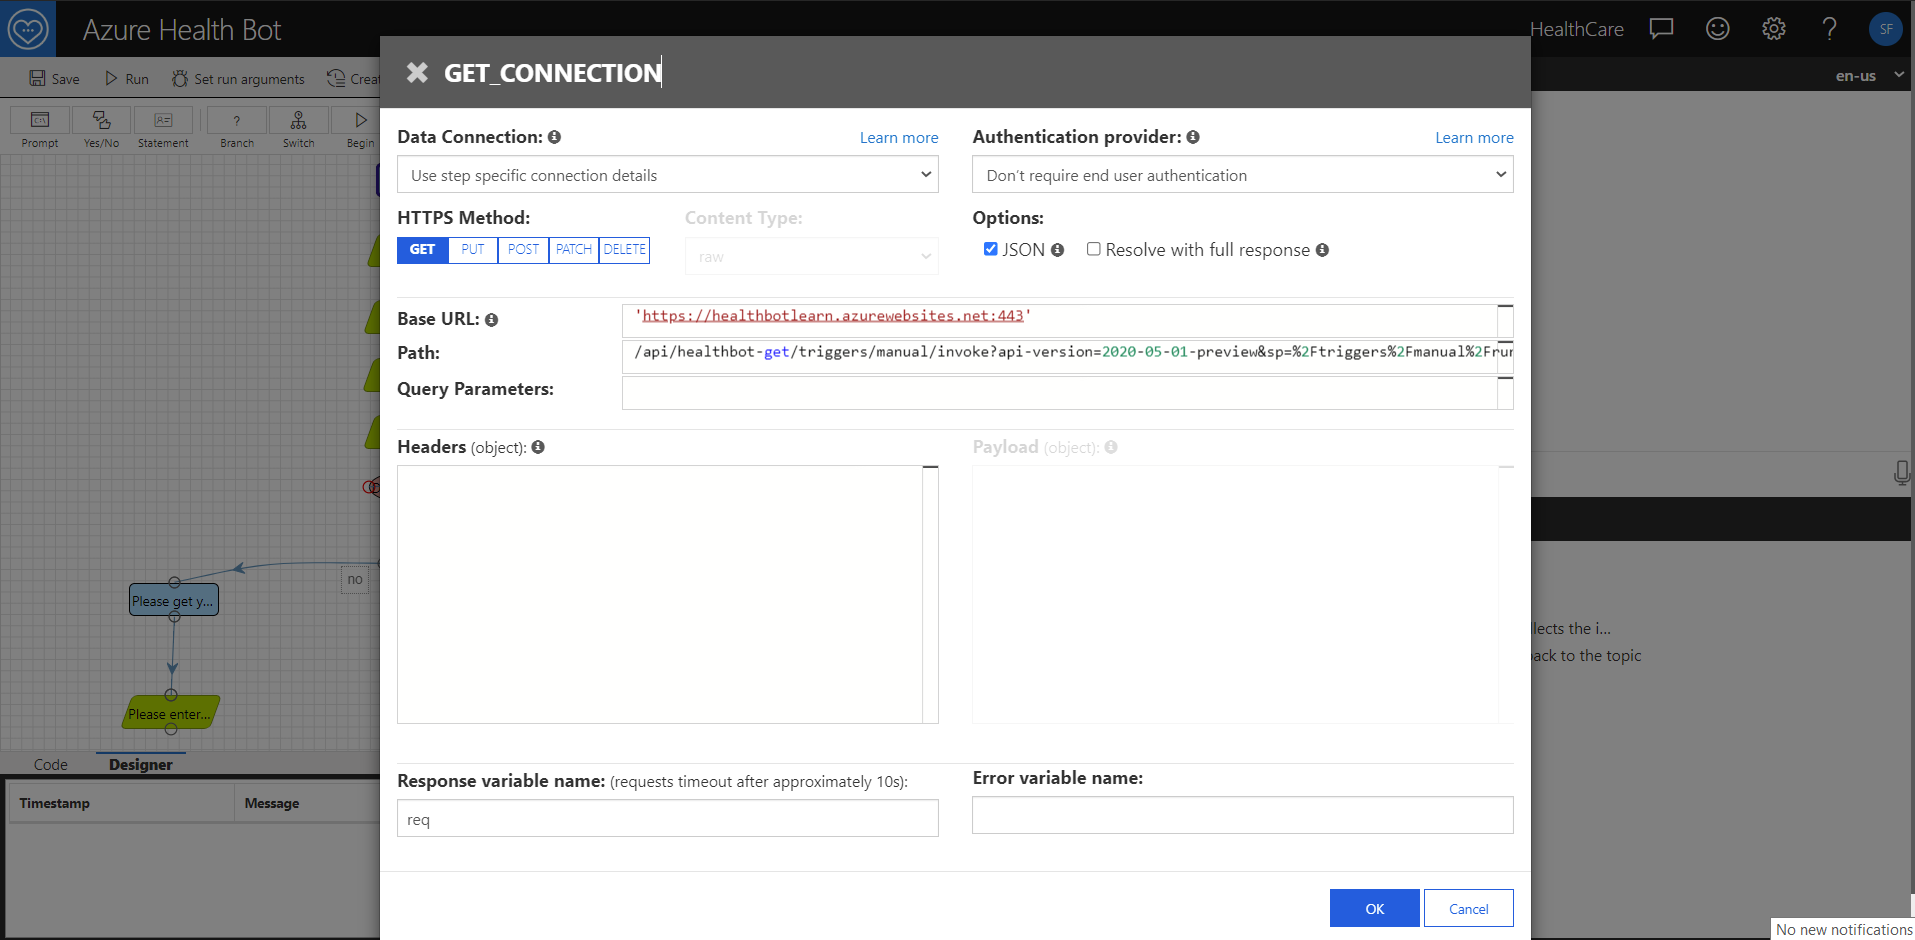 Azure Health Bot
HealthCare
SF
Save
Run
Set run arguments
Creat
en-us
GET_CONNECTION
Prompt
Yes/No
Statement
?
Branch
Switch
Begin
Data Connection:
Learn more
Authentication provider:
Learn more
Use step specific connection details
Don't require end user authentication
HTTPS Method:
Content Type:
Options:
GET
PUT
POST
PATCH
DELETE
raw
JSON
Resolve with full response
Base URL:
'https://healthbotlearn.azurewebsites.net:443'
Path:
/api/healthbot-get/triggers/manual/invoke?api-version=2020-05-01-preview&sp=%2Ftriggers%2Fmanual%2Frun
Query Parameters:
Headers (object):
Payload (object):
no
Please get y...
Please enter...
llects the i...
back to the topic
Code
Designer
Timestamp
Message
Response variable name: (requests timeout after approximately 10s):
Error variable name:
req
OK
Cancel
No new notifications